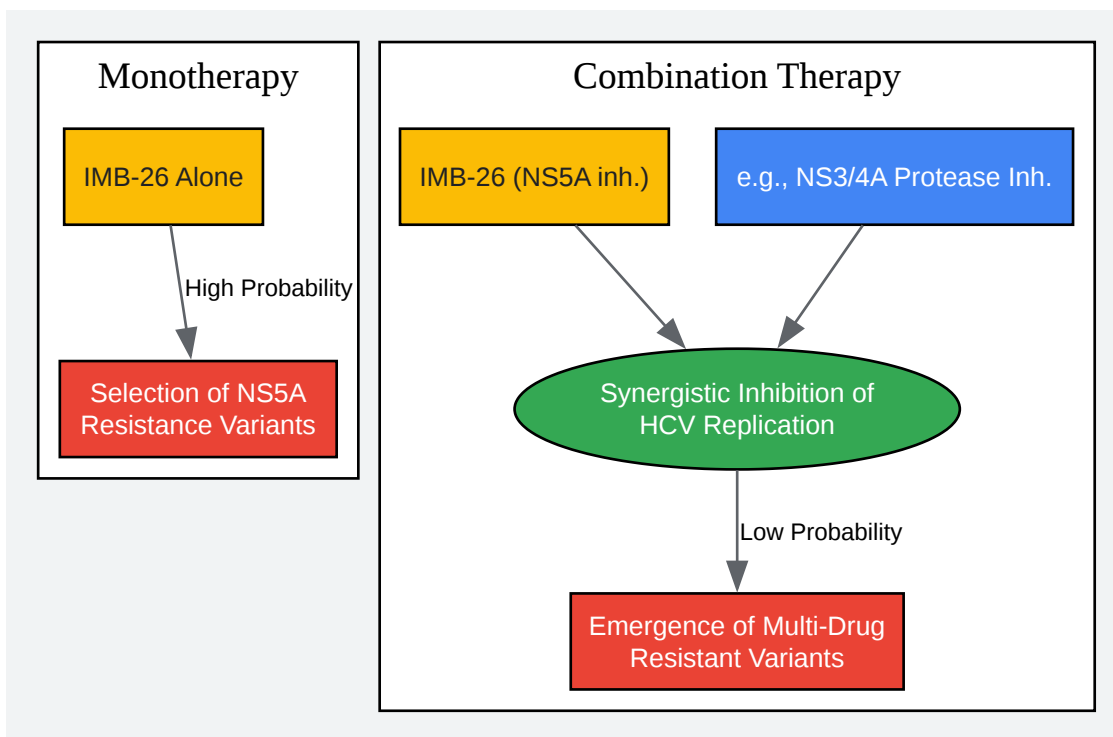 Monotherapy
IMB-26 Alone
High Probability
Selection of NS5A
Resistance Variants
Combination Therapy
IMB-26 (NS5A inh.)
e.g., NS3/4A Protease Inh.
Synergistic Inhibition of
HCV Replication
Low Probability
Emergence of Multi-Drug
Resistant Variants